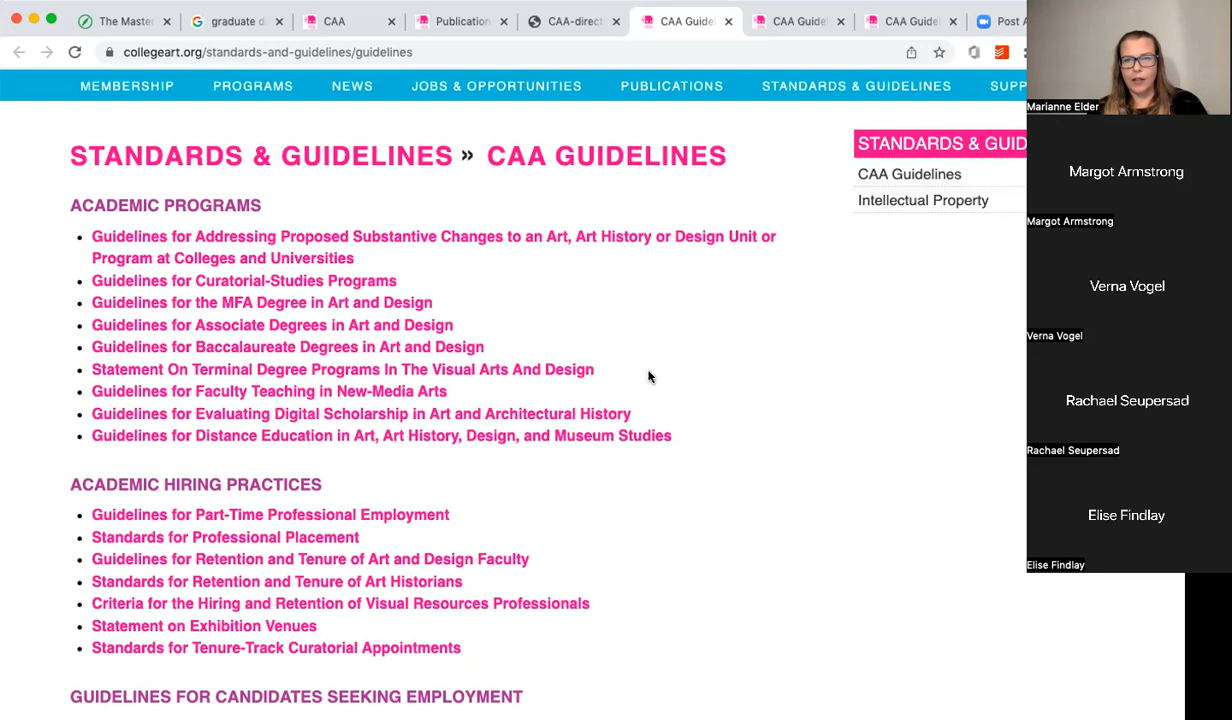 The Master
graduate d
CAA
Publication
CAA-direct
CAA Guidel
CAA Guidel
CAA Guidel
Post A
collegeart.org/standards-and-guidelines/guidelines
MEMBERSHIP PROGRAMS NEWS JOBS & OPPORTUNITIES PUBLICATIONS STANDARDS & GUIDELINES SUPP
STANDARDS & GUIDELINES » CAA GUIDELINES
ACADEMIC PROGRAMS
• Guidelines for Addressing Proposed Substantive Changes to an Art, Art History or Design Unit or
Program at Colleges and Universities
• Guidelines for Curatorial-Studies Programs
• Guidelines for the MFA Degree in Art and Design
• Guidelines for Associate Degrees in Art and Design
• Guidelines for Baccalaureate Degrees in Art and Design
• Statement On Terminal Degree Programs In The Visual Arts And Design
• Guidelines for Faculty Teaching in New-Media Arts
• Guidelines for Evaluating Digital Scholarship in Art and Architectural History
• Guidelines for Distance Education in Art, Art History, Design, and Museum Studies
ACADEMIC HIRING PRACTICES
• Guidelines for Part-Time Professional Employment
• Standards for Professional Placement
• Guidelines for Retention and Tenure of Art and Design Faculty
• Standards for Retention and Tenure of Art Historians
• Criteria for the Hiring and Retention of Visual Resources Professionals
• Statement on Exhibition Venues
• Standards for Tenure-Track Curatorial Appointments
GUIDELINES FOR CANDIDATES SEEKING EMPLOYMENT
STANDARDS & GUID
CAA Guidelines
Intellectual Property
Marianne Elder
Margot Armstrong
Margot Armstrong
Verna Vogel
Verna Vogel
Rachael Seupersad
Rachael Seupersad
Elise Findlay
Elise Findlay